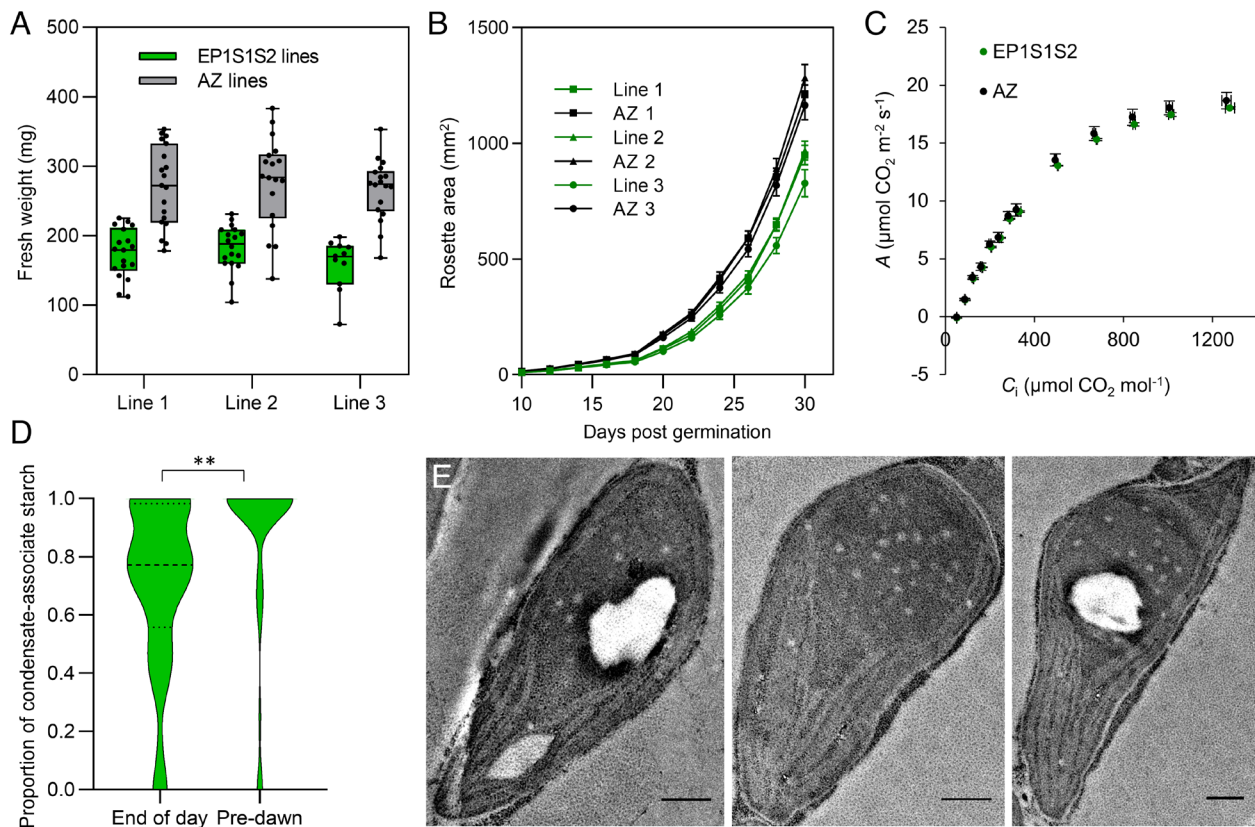 A
500
400
300
200
100
0
Fresh weight (mg)
EP1S1S2 lines
AZ lines
Line 1
Line 2
Line 3
B
1500
1000
500
0
Rosette area (mm²)
Line 1
AZ 1
Line 2
AZ 2
Line 3
AZ 3
10
15
20
25
30
Days post germination
C
25
20
15
10
5
0
-5
A (µmol CO₂ m⁻² s⁻¹)
EP1S1S2
AZ
0
400
800
1200
Cᵢ (µmol CO₂ mol⁻¹)
D
**
1.0
0.8
0.6
0.4
0.2
0.0
Proportion of condensate-associate starch
End of day
Pre-dawn
E